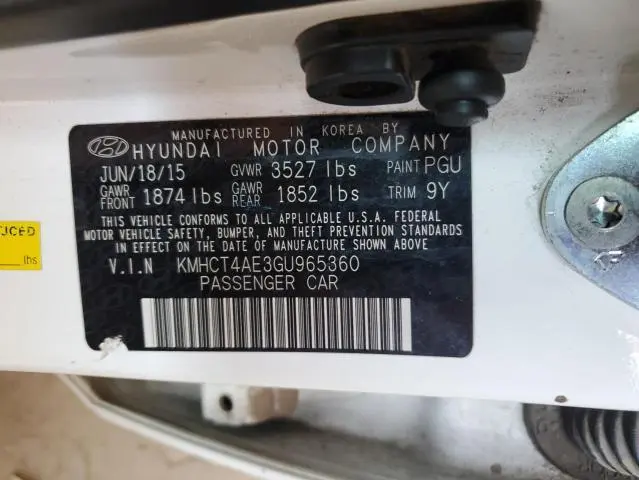 MANUFACTURED IN KOREA BY
HYUNDAI MOTOR COMPANY
JUN/18/15 GVWR 3527 lbs PAINT PGU
GAWR FRONT 1874 lbs GAWR REAR 1852 lbs TRIM 9Y
THIS VEHICLE CONFORMS TO ALL APPLICABLE U.S.A. FEDERAL
MOTOR VEHICLE SAFETY, BUMPER, AND THEFT PREVENTION STANDARDS
IN EFFECT ON THE DATE OF MANUFACTURE SHOWN ABOVE
V.I.N KMHCT4AE3GU965360
PASSENGER CAR
lbs